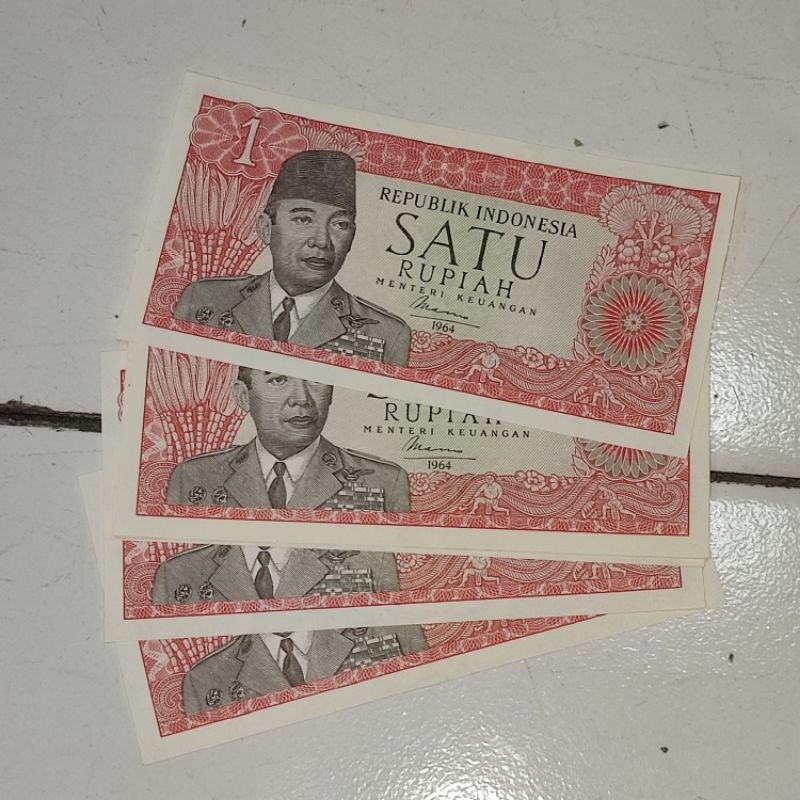 1
REPUBLIK INDONESIA
SATU
RUPIAH
MENTERI KEUANGAN
1964
RUPIAH
MENTERI KEUANGAN
1964